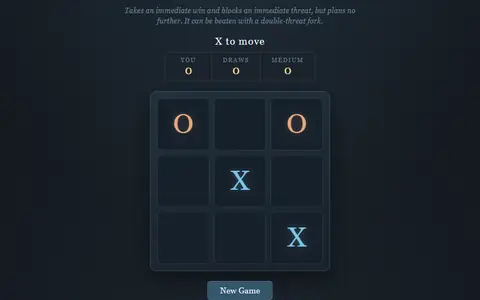 Takes an immediate win and blocks an immediate threat, but plans no
further. It can be beaten with a double-threat fork.
X to move
YOU DRAWS MEDIUM
0 0 0
O O
X
X
New Game